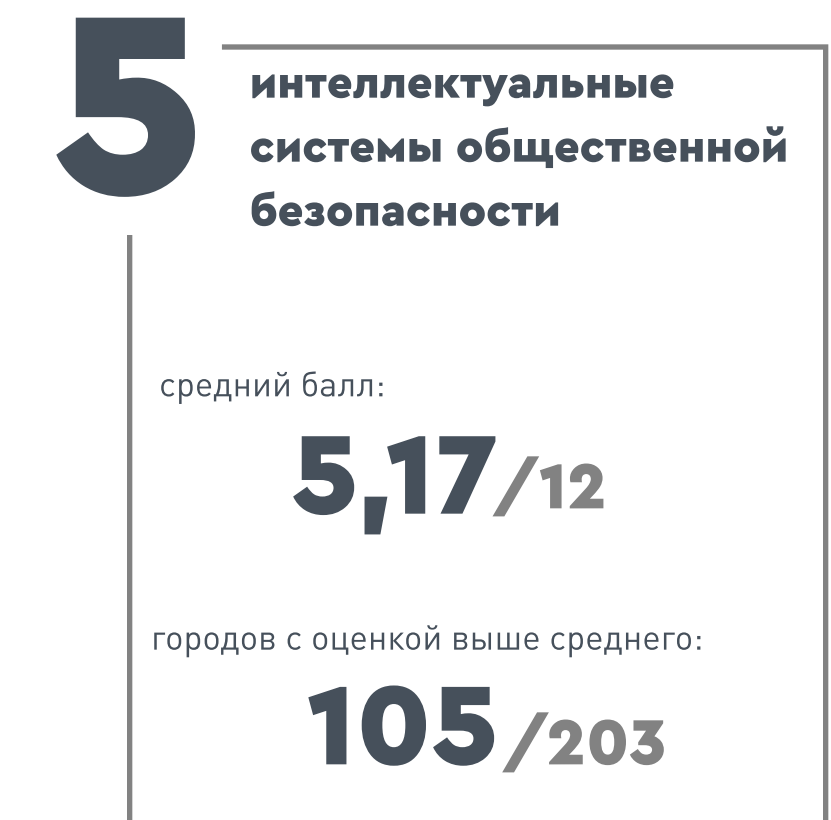 5
интеллектуальные
системы общественной
безопасности
средний балл:
5,17/12
городов с оценкой выше среднего:
105/203